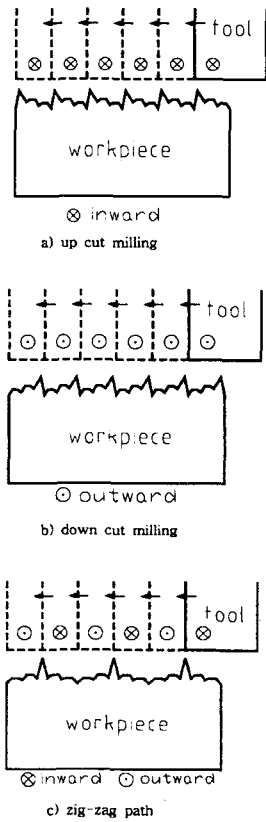 tool
workpiece
⊗ inward
a) up cut milling
tool
workpiece
⊙ outward
b) down cut milling
tool
workpiece
⊗ inward ⊙ outward
c) zig-zag path